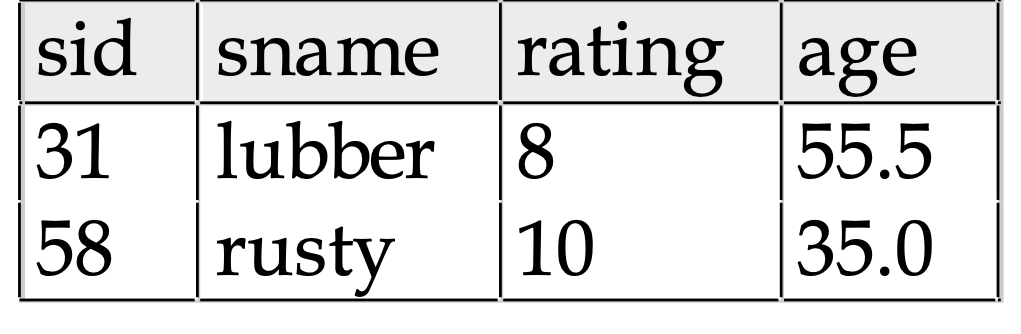 sid sname rating age
31 lubber 8 55.5
58 rusty 10 35.0